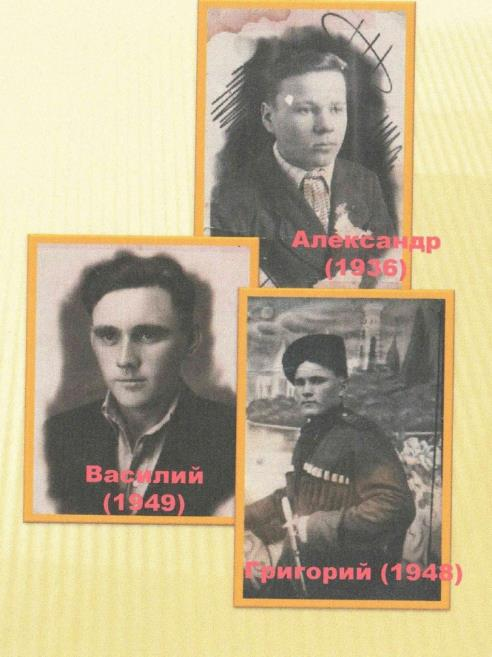 Александр
(1936)
Василий
(1949)
Григорий (1948)